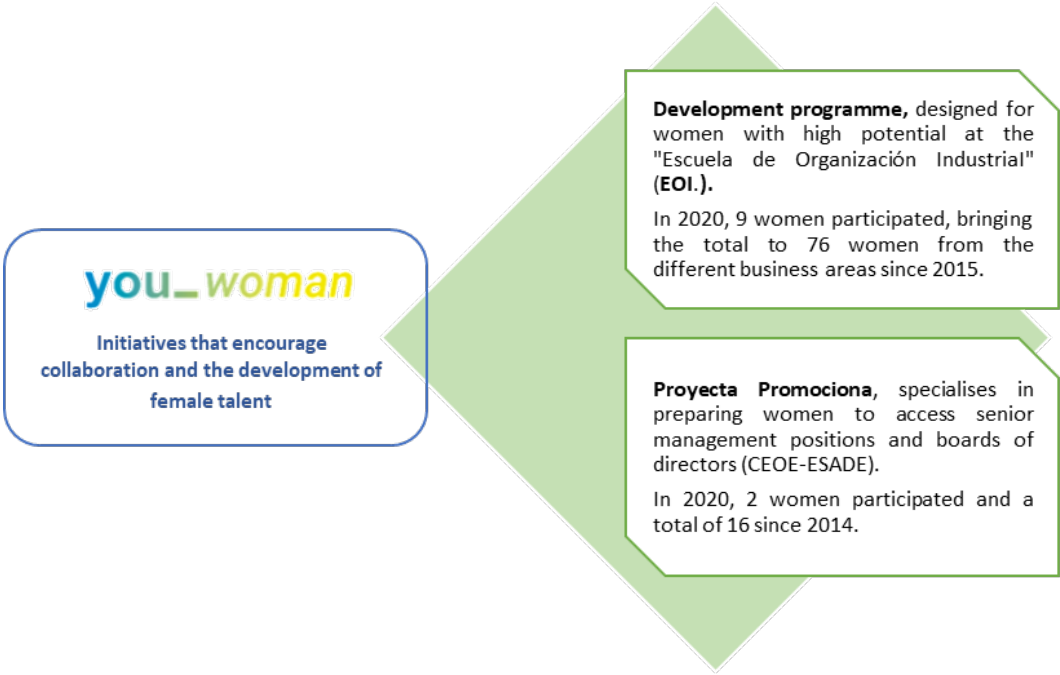 you_woman
Initiatives that encourage
collaboration and the development of
female talent
Development programme, designed for
women with high potential at the
"Escuela de Organización Industrial"
(EOI.).
In 2020, 9 women participated, bringing
the total to 76 women from the
different business areas since 2015.
Proyecta Promociona, specialises in
preparing women to access senior
management positions and boards of
directors (CEOE-ESADE).
In 2020, 2 women participated and a
total of 16 since 2014.